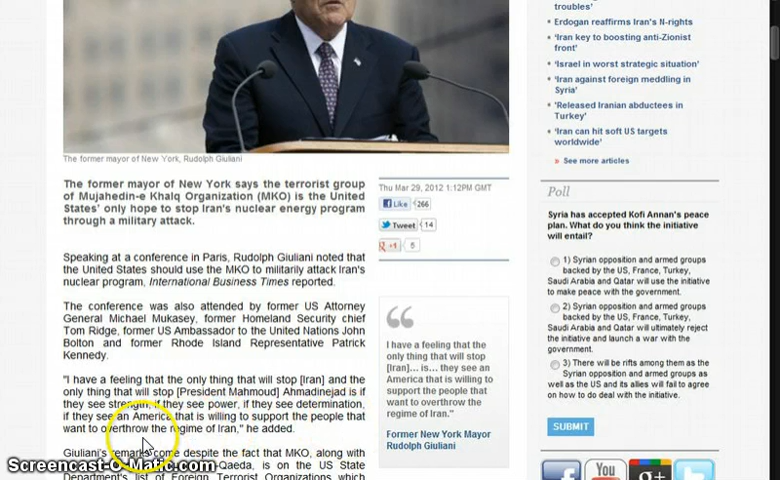 The former mayor of New York, Rudolph Giuliani
The former mayor of New York says the terrorist group
of Mujahedin-e Khalq Organization (MKO) is the United
States' only hope to stop Iran's nuclear energy program
through a military attack.
Speaking at a conference in Paris, Rudolph Giuliani noted that
the United States should use the MKO to militarily attack Iran's
nuclear program, International Business Times reported.
The conference was also attended by former US Attorney
General Michael Mukasey, former Homeland Security chief
Tom Ridge, former US Ambassador to the United Nations John
Bolton and former Rhode Island Representative Patrick
Kennedy.
"I have a feeling that the only thing that will stop [Iran] and the
only thing that will stop [President Mahmoud] Ahmadinejad is if
they see strength, if they see power, if they see determination,
if they see an America that is willing to support the people that
want to overthrow the regime of Iran," he added.
Giuliani's remarks come despite the fact that MKO, along with
al-Qaeda, is on the US State
Department's list of Foreign Terrorist Organizations which
Screencast-O-Matic.com
Thu Mar 29, 2012 1:12PM GMT
Like 266
Tweet 14
+1 5
I have a feeling that the
only thing that will stop
[Iran]... is... they see an
America that is willing to
support the people that
want to overthrow the
regime of Iran."
Former New York Mayor
Rudolph Giuliani
troubles'
Erdogan reaffirms Iran's N-rights
'Iran key to boosting anti-Zionist
front'
'Israel in worst strategic situation'
'Iran against foreign meddling in
Syria'
'Released Iranian abductees in
Turkey'
'Iran can hit soft US targets
worldwide'
» See more articles
Poll
Syria has accepted Kofi Annan's peace
plan. What do you think the initiative
will entail?
1) Syrian opposition and armed groups
backed by the US, France, Turkey,
Saudi Arabia and Qatar will use the initiative
to make peace with the government.
2) Syrian opposition and armed groups
backed by the US, France, Turkey,
Saudi Arabia and Qatar will ultimately reject
the initiative and launch a war with the
government.
3) There will be rifts among them as the
Syrian opposition and armed groups as
well as the US and its allies will fail to agree
on how to deal with the initiative.
SUBMIT
You